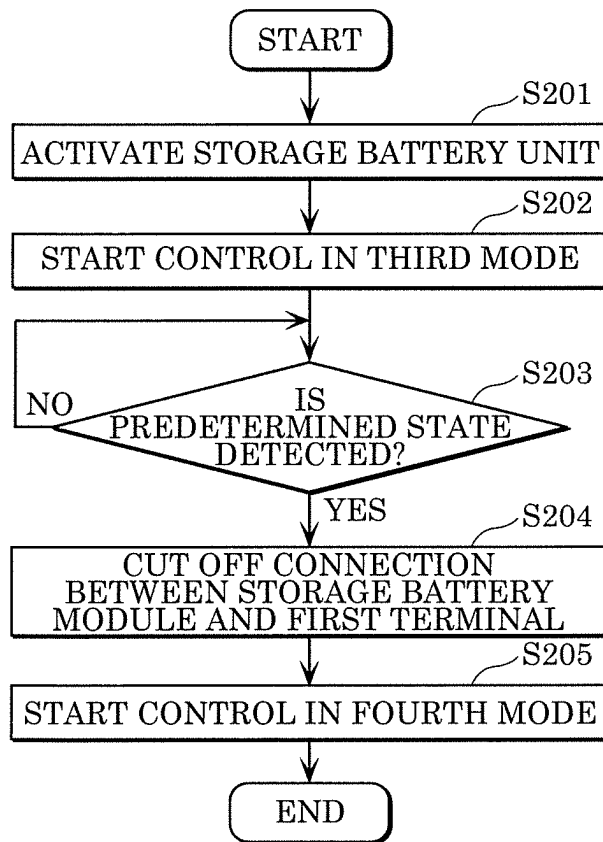 START
S201
ACTIVATE STORAGE BATTERY UNIT
S202
START CONTROL IN THIRD MODE
S203
NO
IS
PREDETERMINED STATE
DETECTED?
YES
S204
CUT OFF CONNECTION
BETWEEN STORAGE BATTERY
MODULE AND FIRST TERMINAL
S205
START CONTROL IN FOURTH MODE
END